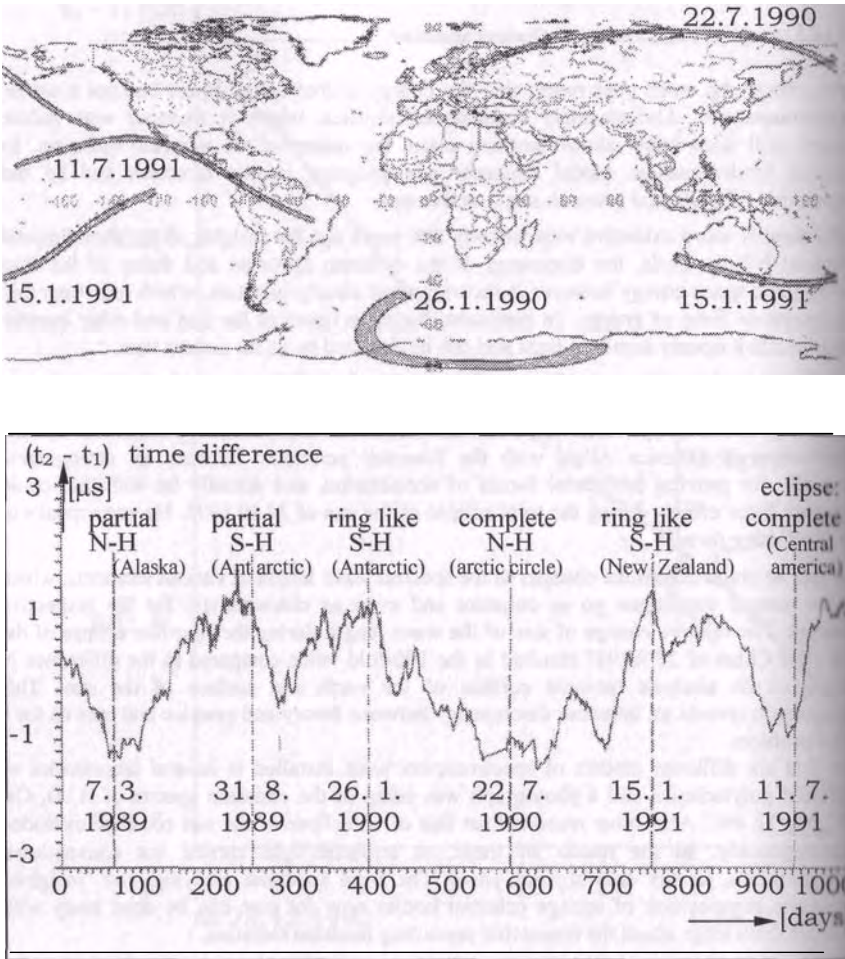 22.7.1990
11.7.1991
15.1.1991
26.1.1990
15.1.1991
(t₂ - t₁) time difference
3 [µs]
eclipse:
partial partial ring like complete ring like complete
N-H S-H S-H N-H S-H (Central
(Alaska) (Antarctic) (Antarctic) (arctic circle) (New Zealand) america)
1
-1
7. 3. 31.8. 26. 1. 22.7. 15. 1. 11.7.
1989 1989 1990 1990 1991 1991
-3
0 100 200 300 400 500 600 700 800 900 1000
[days